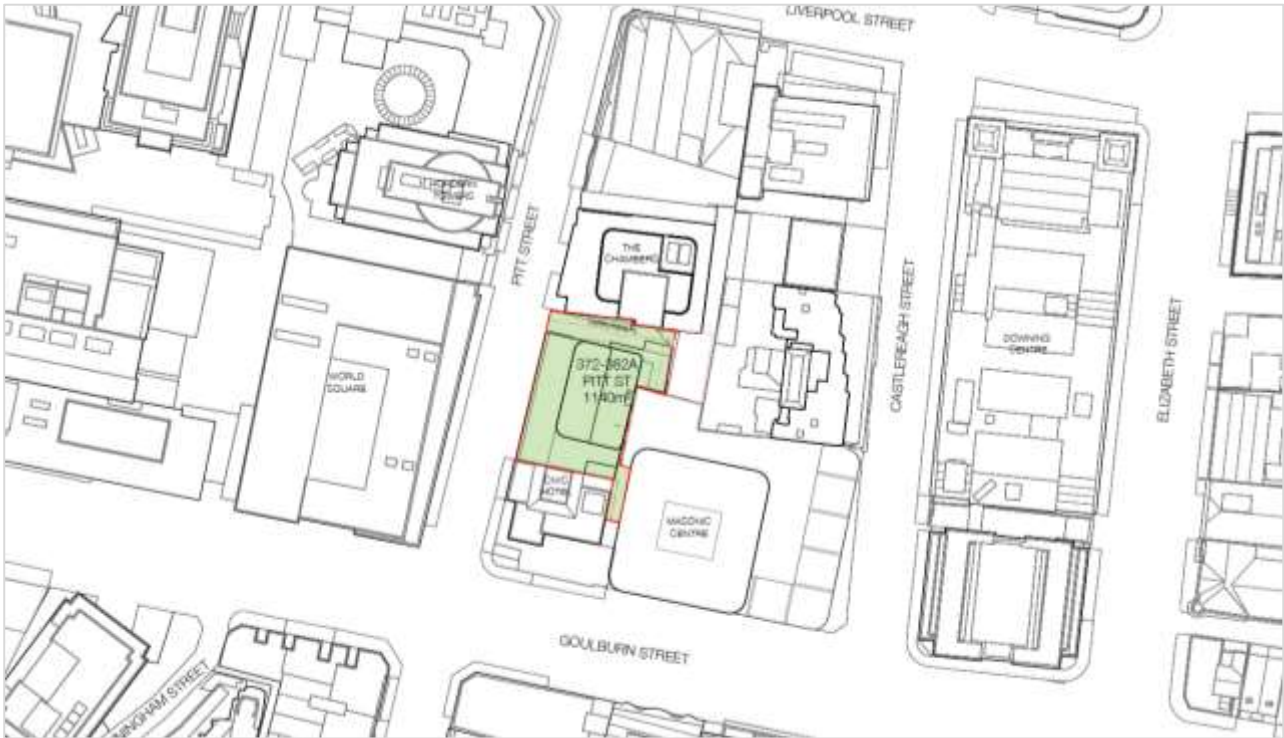 LIVERPOOL STREET
PITT STREET
THE
CHAMBERS
CASTLEREAGH STREET
DOWNING
CENTRE
ELIZABETH STREET
372-382A
PITT ST
1140m²
WORLD
SQUARE
CIVIC
HOTEL
MASONIC
CENTRE
GOULBURN STREET